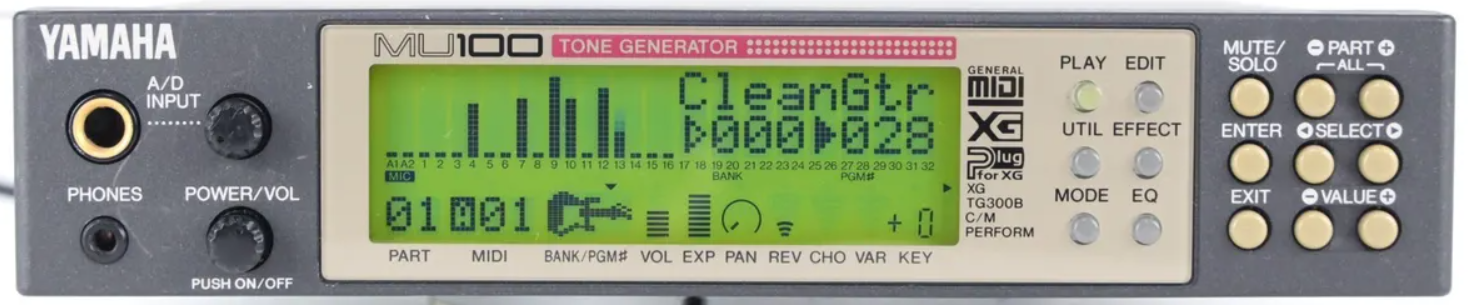 YAMAHA
A/D
INPUT
PHONES
POWER/VOL
PUSH ON/OFF
MU100 TONE GENERATOR
CleanGtr
000 028
A1 A2 1 2 3 4 5 6 7 8 9 10 11 12 13 14 15 16 17 18 19 20 21 22 23 24 25 26 27 28 29 30 31 32
MIC BANK PGM#
01 001 + 0
PART MIDI BANK/PGM# VOL EXP PAN REV CHO VAR KEY
GENERAL
MIDI
XG
Plug
for XG
XG
TG300B
C/M
PERFORM
PLAY EDIT
UTIL EFFECT
MODE EQ
MUTE/
SOLO
⊖ PART ⊕
ALL
ENTER SELECT
EXIT ⊖ VALUE ⊕